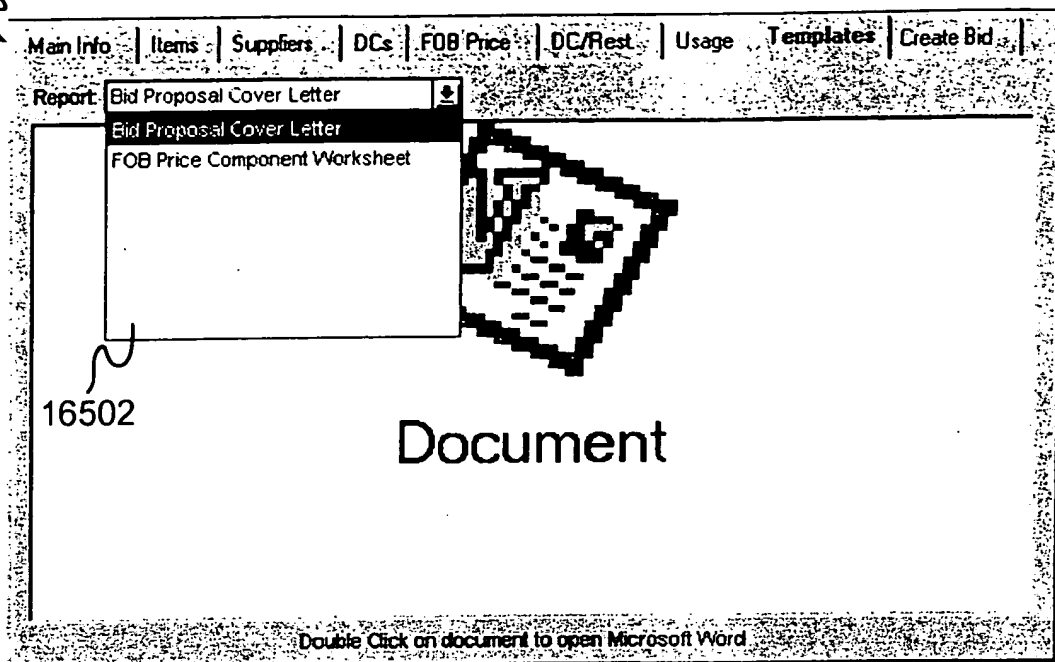 Main Info Items Suppliers DCs FOB Price DC/Rest Usage Templates Create Bid
Report: Bid Proposal Cover Letter
Bid Proposal Cover Letter
FOB Price Component Worksheet
16502
Document
Double Click on document to open Microsoft Word